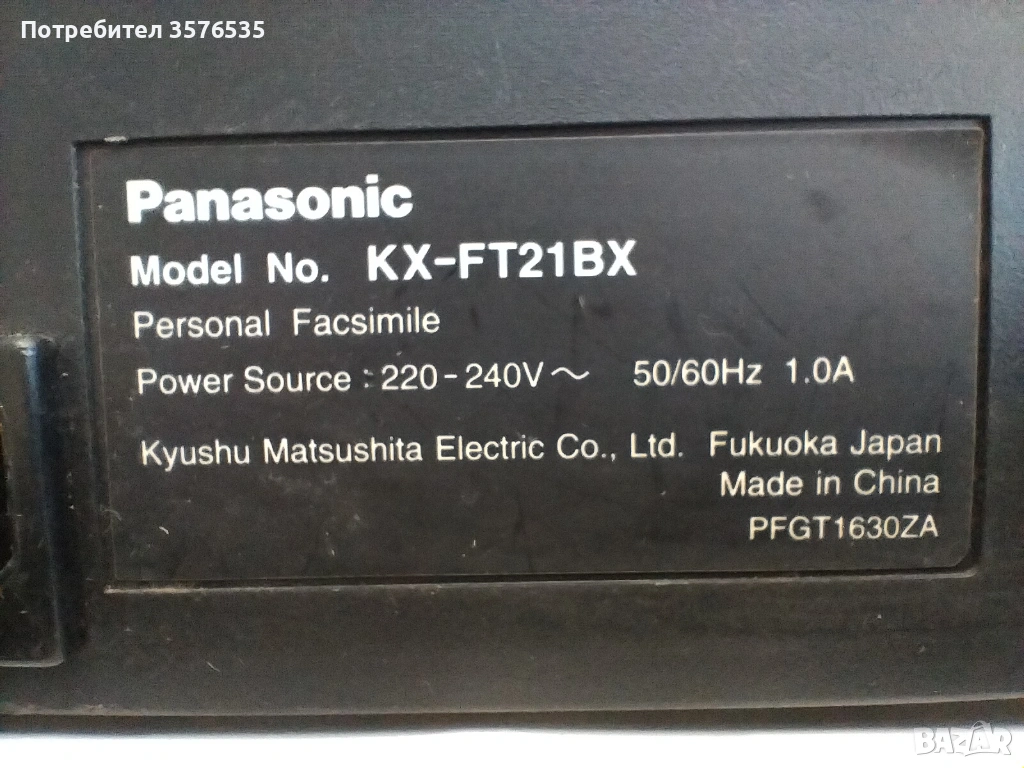 Потребител 3576535
Panasonic
Model No. KX-FT21BX
Personal Facsimile
Power Source : 220-240V~ 50/60Hz 1.0A
Kyushu Matsushita Electric Co., Ltd. Fukuoka Japan
Made in China
PFGT1630ZA
BAZAR